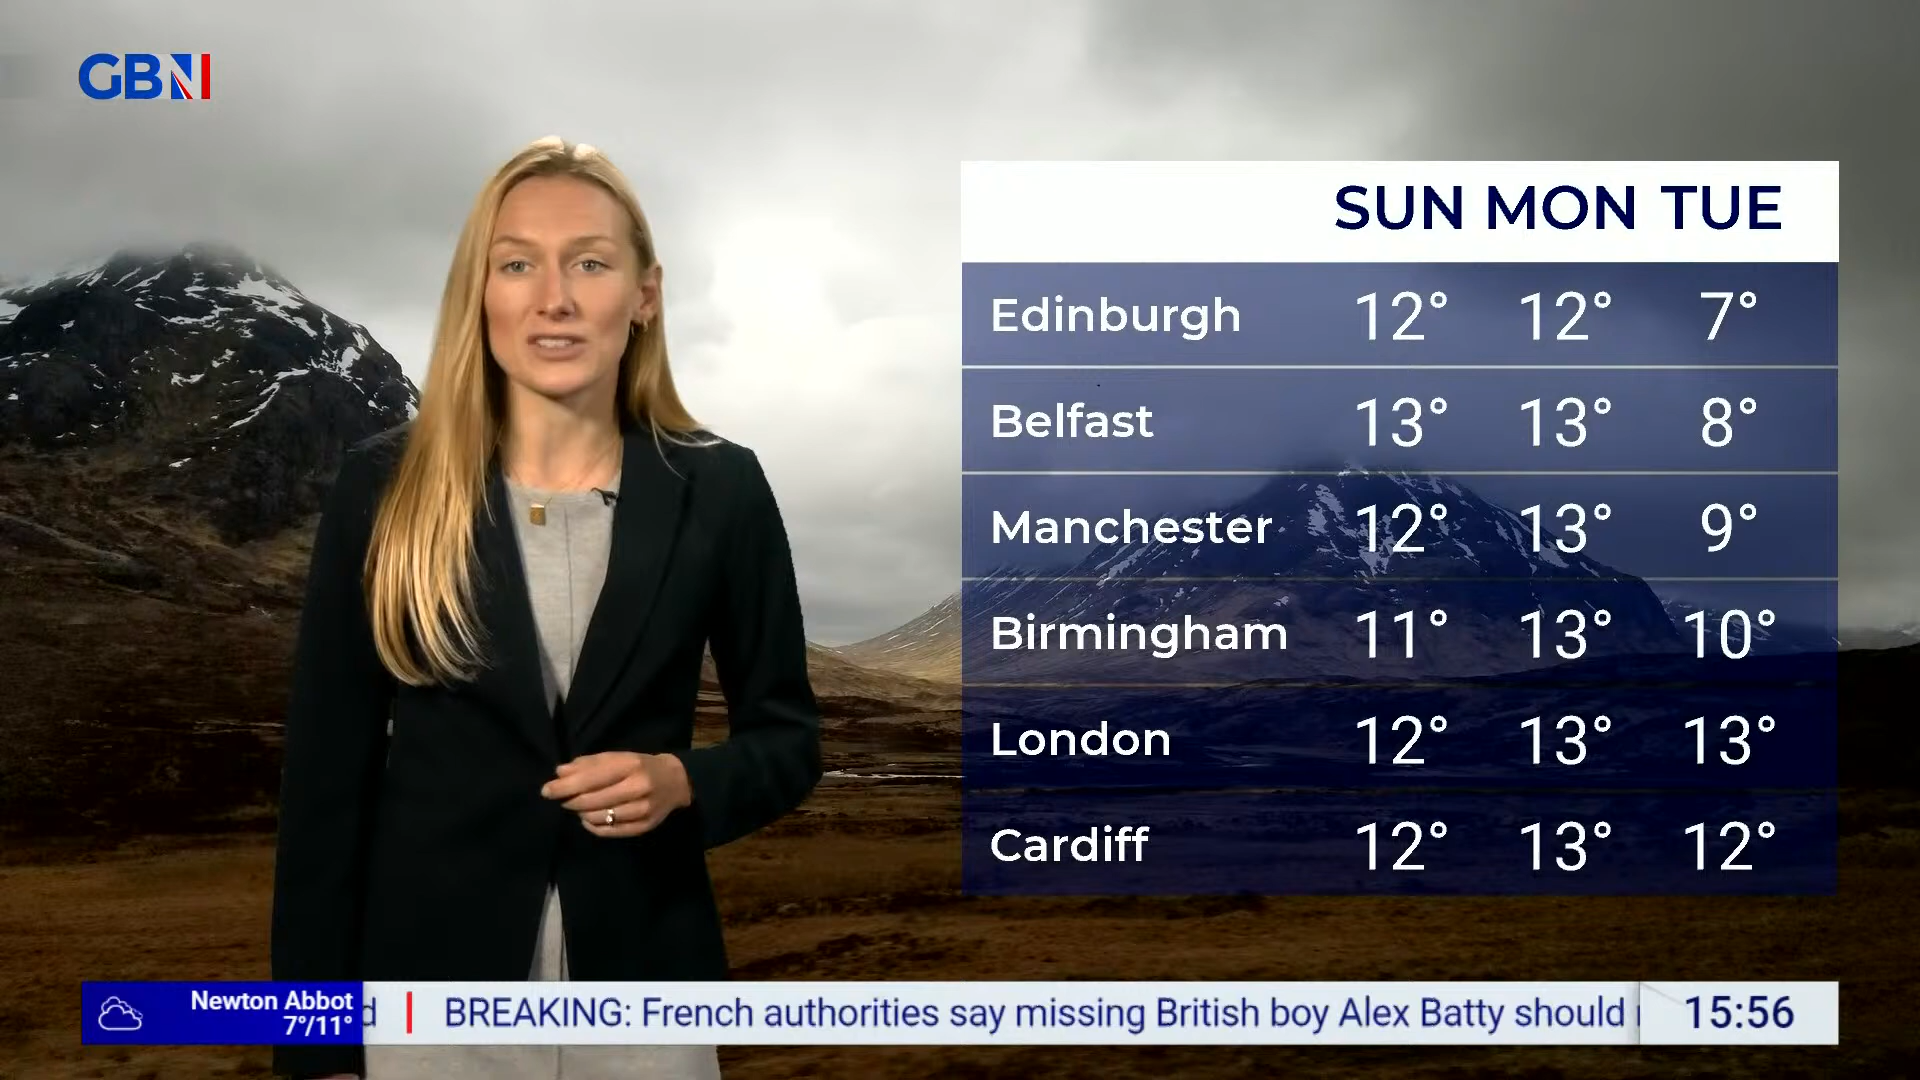 GBN
SUN MON TUE
Edinburgh 12° 12° 7°
Belfast 13° 13° 8°
Manchester 12° 13° 9°
Birmingham 11° 13° 10°
London 12° 13° 13°
Cardiff 12° 13° 12°
Newton Abbot
7°/11°
BREAKING: French authorities say missing British boy Alex Batty should
15:56